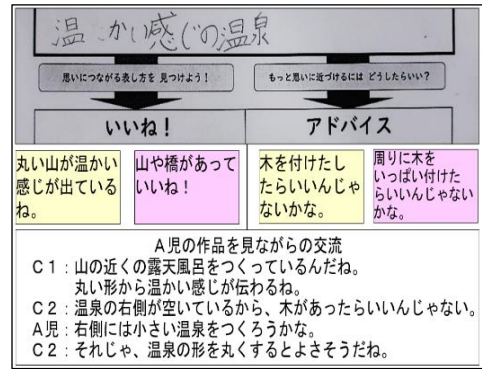 温かい感じの温泉
思いにつながる表し方を 見つけよう！
もっと思いに近づけるには どうしたらいい？
いいね！
アドバイス
丸い山が温かい
感じが出ている
ね。
山や橋があって
いいね！
木を付けたし
たらいいんじゃ
ないかな。
周りに木を
いっぱい付けた
らいいんじゃない
かな。
A児の作品を見ながらの交流
C1：山の近くの露天風呂をつくっているんだね。
丸い形から温かい感じが伝わるね。
C2：温泉の右側が空いているから、木があったらいいんじゃない。
A児：右側には小さい温泉をつくろうかな。
C2：それじゃ、温泉の形を丸くするとよさそうだね。